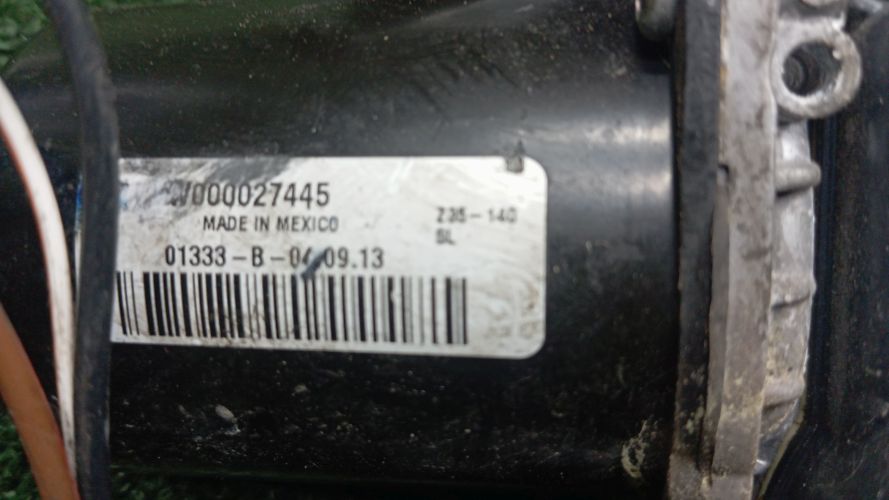 W000027445
MADE IN MEXICO
Z35-140
SL
01333-B-04.09.13